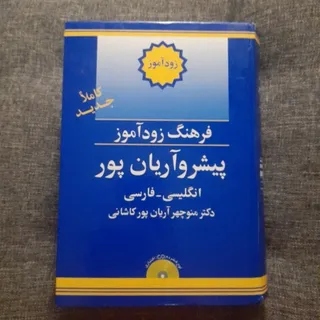 زودآموز
کاملاً
جدید
فرهنگ زودآموز
پیشرو آریان پور
انگلیسی - فارسی
دکتر منوچهر آریان پور کاشانی